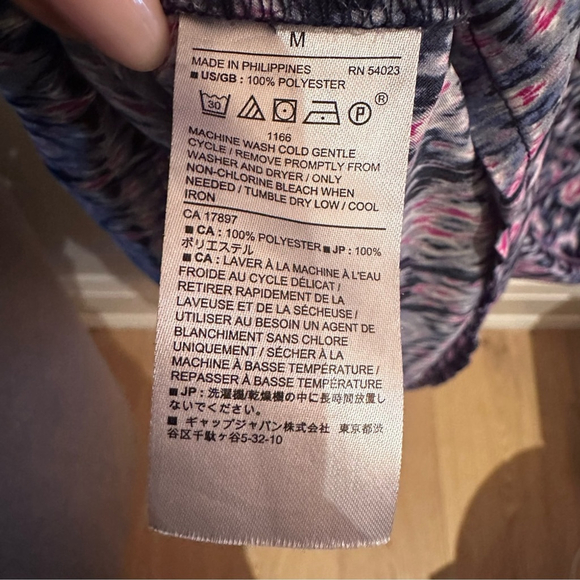 M
MADE IN PHILIPPINES RN 54023
■ US/GB : 100% POLYESTER
30 P ®
1166
MACHINE WASH COLD GENTLE
CYCLE / REMOVE PROMPTLY FROM
WASHER AND DRYER / ONLY
NON-CHLORINE BLEACH WHEN
NEEDED / TUMBLE DRY LOW / COOL
IRON
CA 17897
■ CA : 100% POLYESTER ■ JP : 100%
ポリエステル
■ CA : LAVER À LA MACHINE À L'EAU
FROIDE AU CYCLE DÉLICAT /
RETIRER RAPIDEMENT DE LA
LAVEUSE ET DE LA SÉCHEUSE /
UTILISER AU BESOIN UN AGENT DE
BLANCHIMENT SANS CHLORE
UNIQUEMENT / SÉCHER À LA
MACHINE À BASSE TEMPÉRATURE /
REPASSER À BASSE TEMPÉRATURE
■ JP : 洗濯機/乾燥機の中に長時間放置し
ないでください。
■ ギャップジャパン株式会社 東京都渋
谷区千駄ヶ谷5-32-10